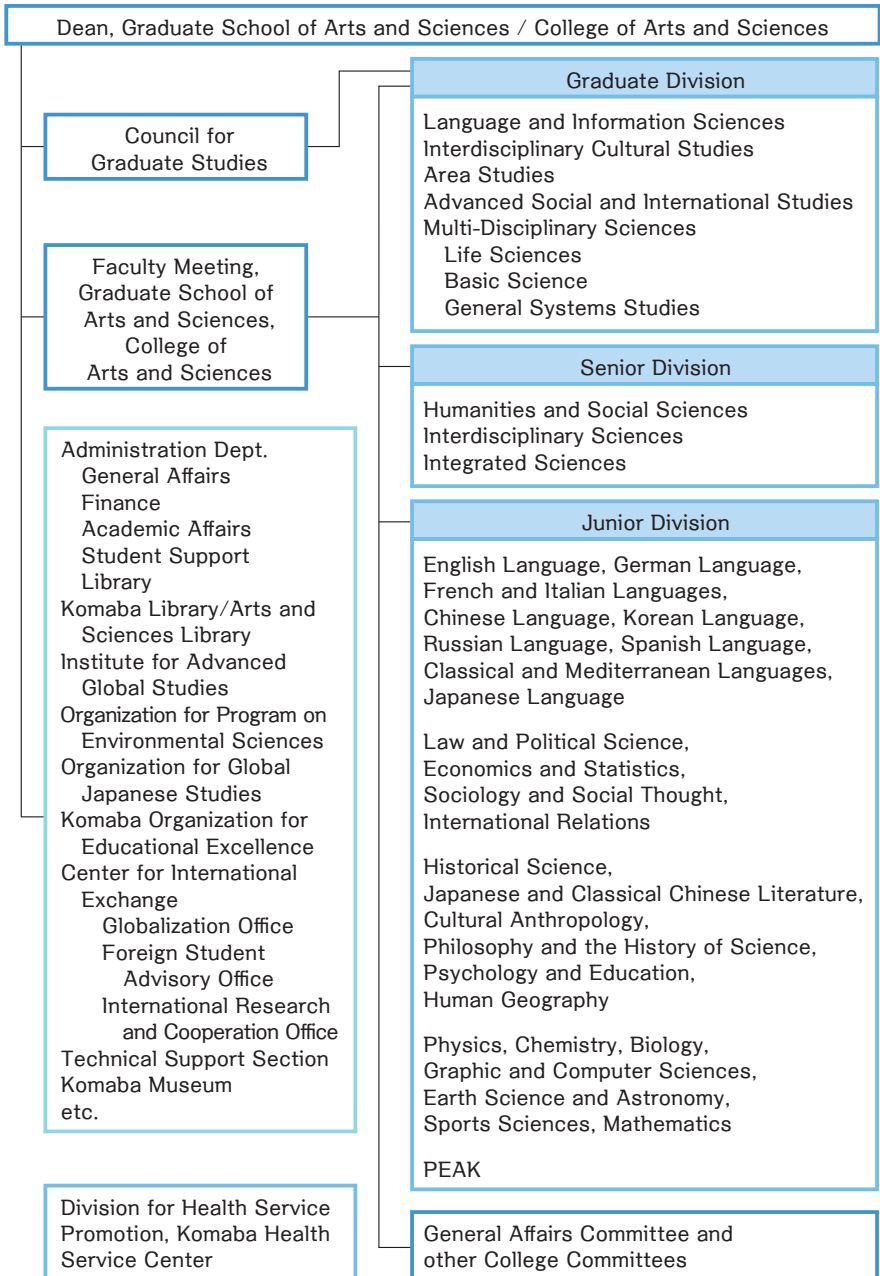 Dean, Graduate School of Arts and Sciences / College of Arts and Sciences
Council for
Graduate Studies
Faculty Meeting,
Graduate School of
Arts and Sciences,
College of
Arts and Sciences
Administration Dept.
General Affairs
Finance
Academic Affairs
Student Support
Library
Komaba Library/Arts and
Sciences Library
Institute for Advanced
Global Studies
Organization for Program on
Environmental Sciences
Organization for Global
Japanese Studies
Komaba Organization for
Educational Excellence
Center for International
Exchange
Globalization Office
Foreign Student
Advisory Office
International Research
and Cooperation Office
Technical Support Section
Komaba Museum
etc.
Division for Health Service
Promotion, Komaba Health
Service Center
Graduate Division
Language and Information Sciences
Interdisciplinary Cultural Studies
Area Studies
Advanced Social and International Studies
Multi-Disciplinary Sciences
Life Sciences
Basic Science
General Systems Studies
Senior Division
Humanities and Social Sciences
Interdisciplinary Sciences
Integrated Sciences
Junior Division
English Language, German Language,
French and Italian Languages,
Chinese Language, Korean Language,
Russian Language, Spanish Language,
Classical and Mediterranean Languages,
Japanese Language
Law and Political Science,
Economics and Statistics,
Sociology and Social Thought,
International Relations
Historical Science,
Japanese and Classical Chinese Literature,
Cultural Anthropology,
Philosophy and the History of Science,
Psychology and Education,
Human Geography
Physics, Chemistry, Biology,
Graphic and Computer Sciences,
Earth Science and Astronomy,
Sports Sciences, Mathematics
PEAK
General Affairs Committee and
other College Committees